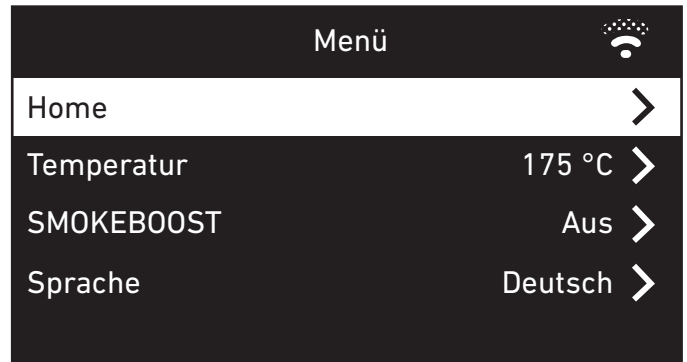 Menü
Home
Temperatur 175 °C
SMOKEBOOST Aus
Sprache Deutsch